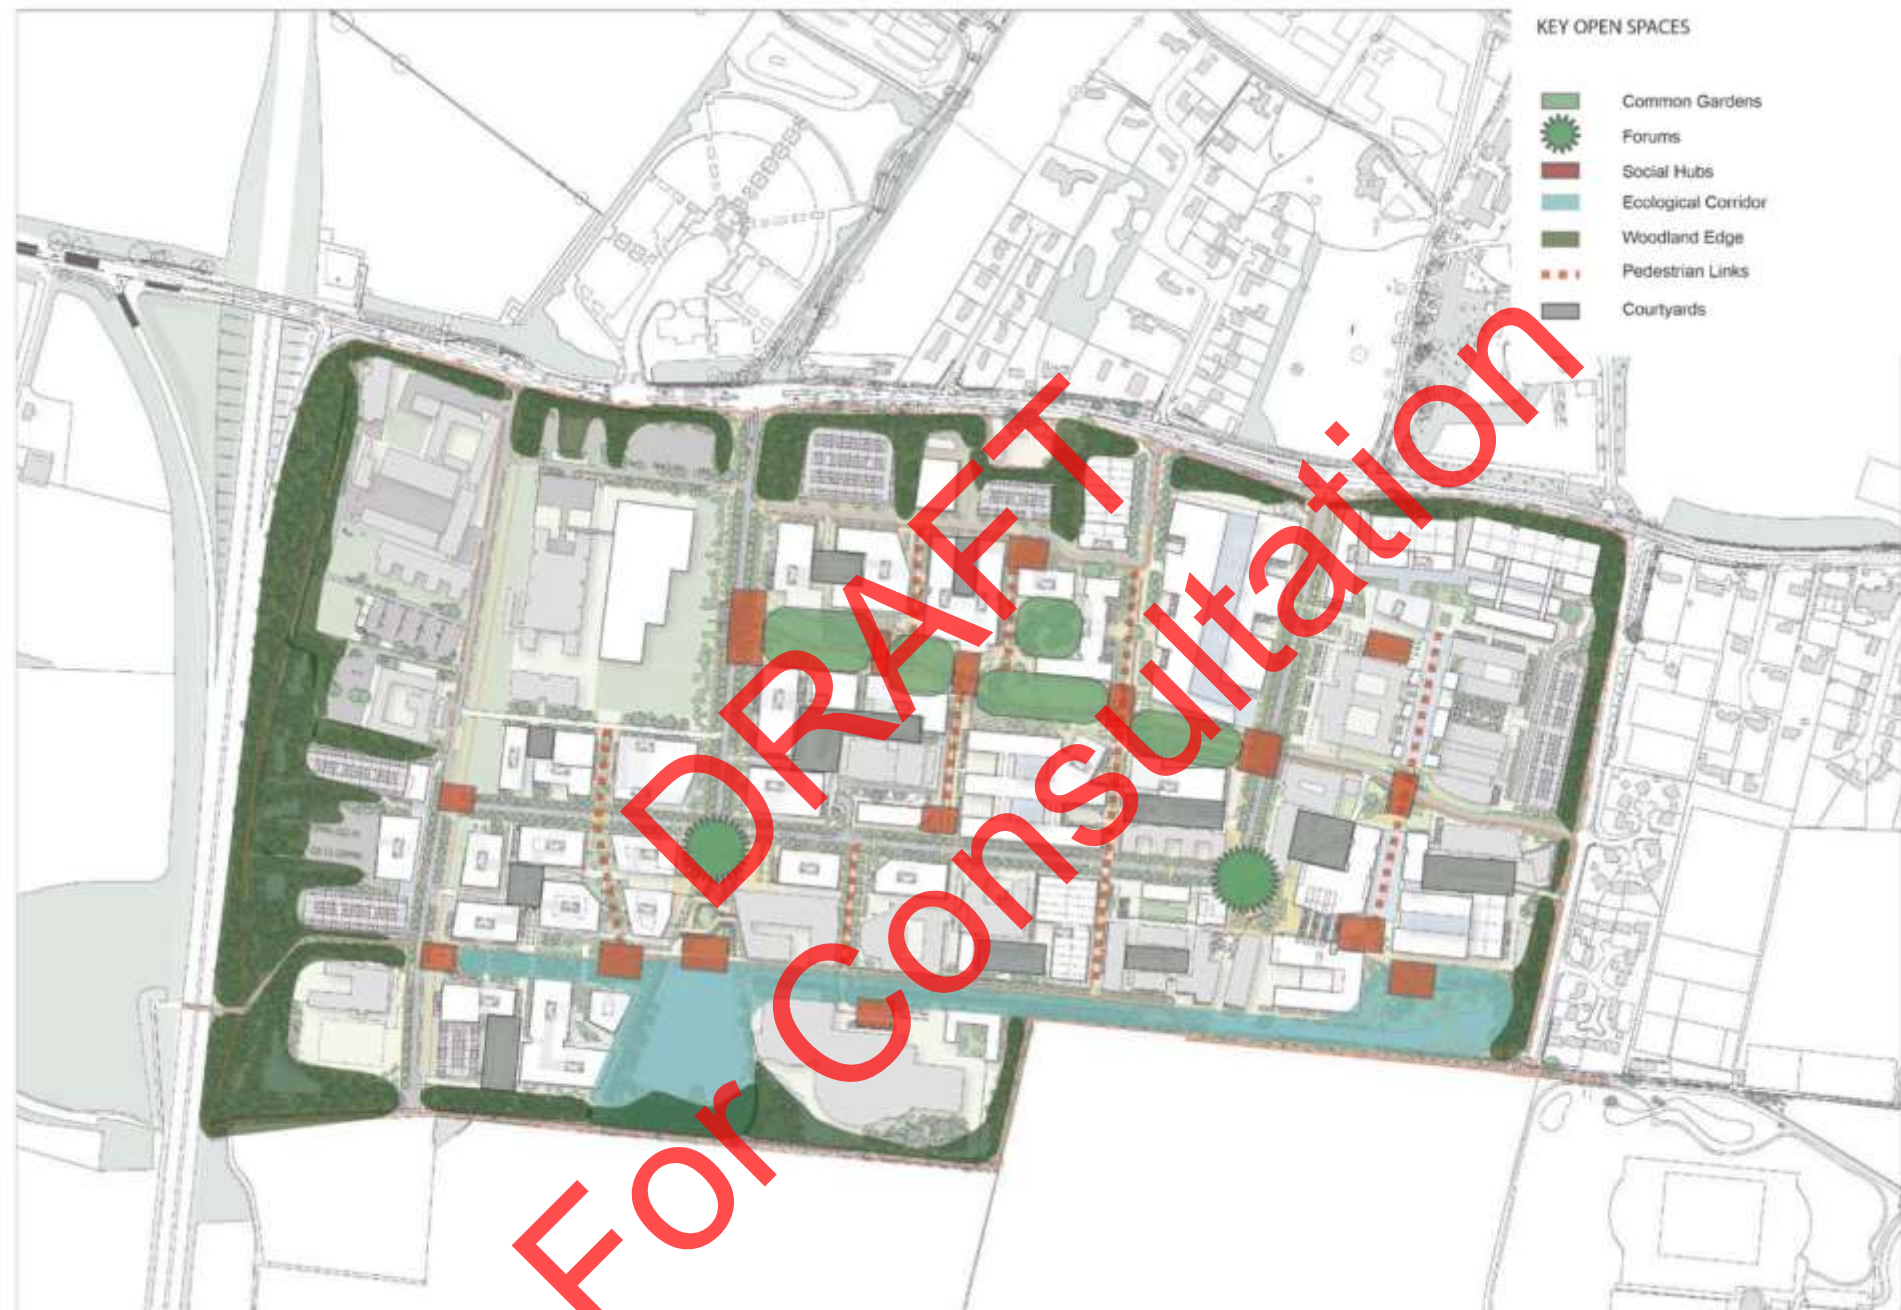 KEY OPEN SPACES
Common Gardens
Forums
Social Hubs
Ecological Corridor
Woodland Edge
Pedestrian Links
Courtyards
DRAFT
For Consultation